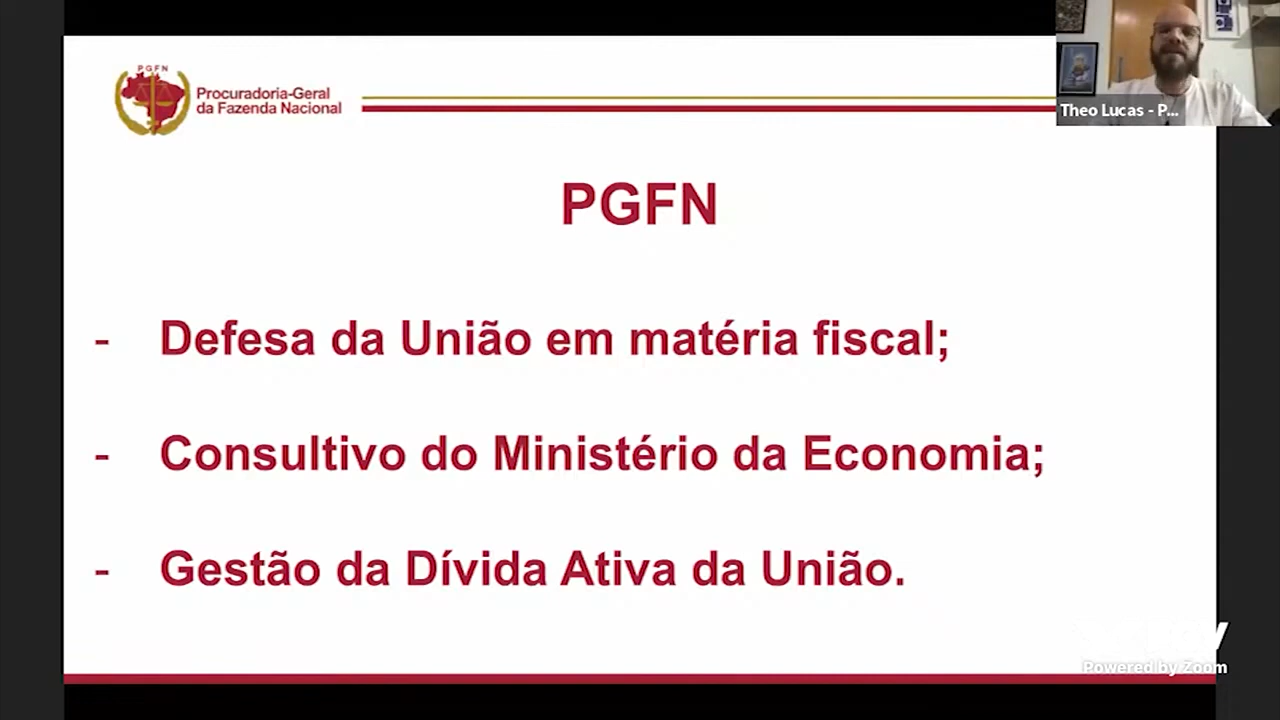 PGFN
Procuradoria-Geral
da Fazenda Nacional
Theo Lucas - P...
PGFN
- Defesa da União em matéria fiscal;
- Consultivo do Ministério da Economia;
- Gestão da Dívida Ativa da União.
Powered by Zoom